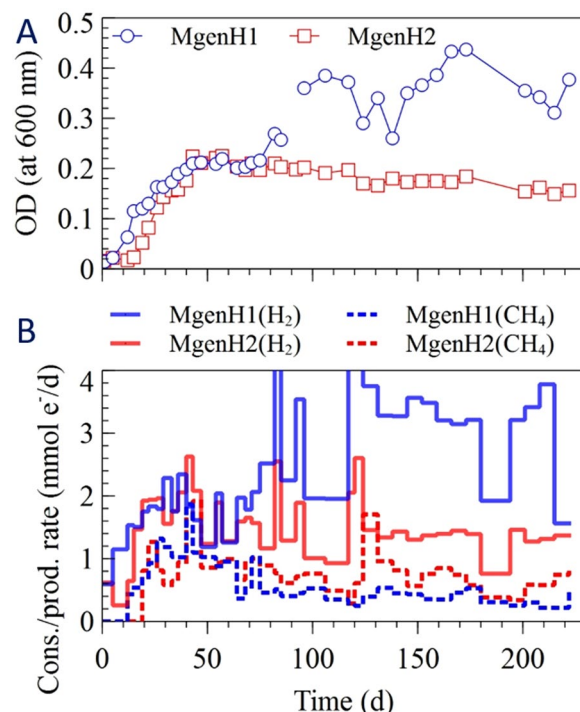 A
MgenH1 MgenH2
0.5
0.4
0.3
0.2
0.1
0
OD (at 600 nm)
B
MgenH1(H₂) MgenH1(CH₄)
MgenH2(H₂) MgenH2(CH₄)
4
3
2
1
0
Cons./prod. rate (mmol e⁻/d)
0 50 100 150 200
Time (d)